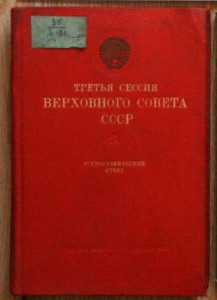 ТРЕТЬЯ СЕССИЯ
ВЕРХОВНОГО СОВЕТА
СССР
СТЕНОГРАФИЧЕСКИЙ
ОТЧЕТ